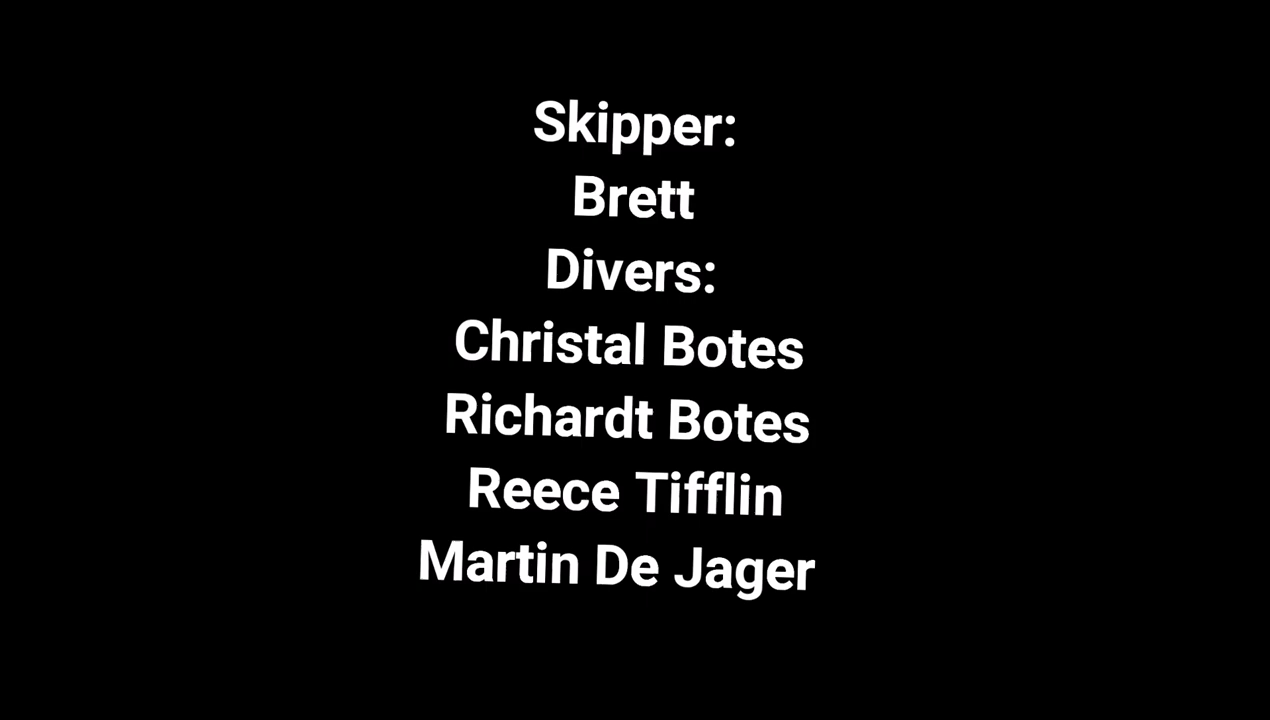 Skipper:
Brett
Divers:
Christal Botes
Richardt Botes
Reece Tifflin
Martin De Jager